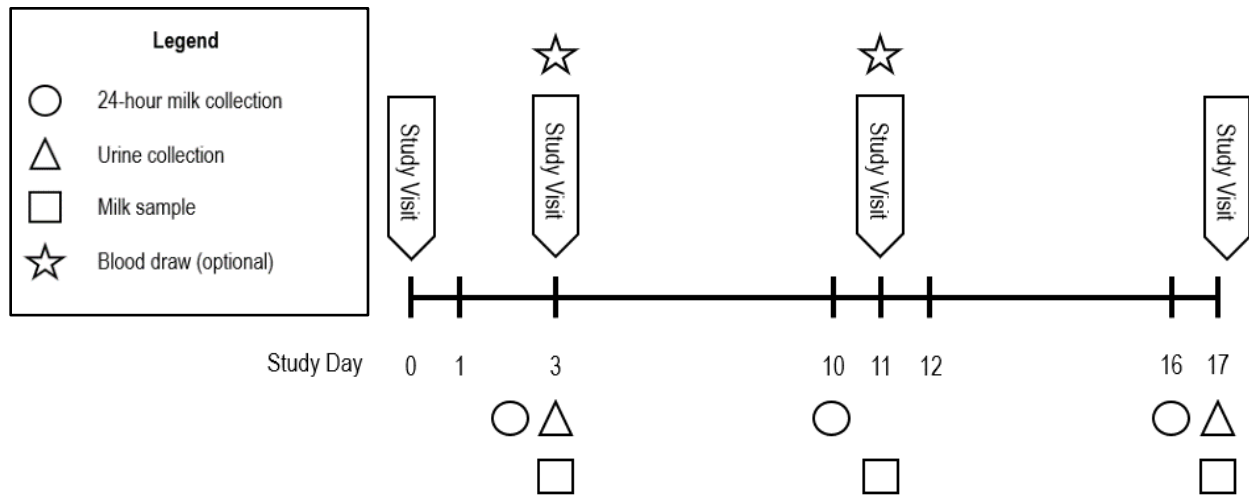 Legend
24-hour milk collection
Urine collection
Milk sample
Blood draw (optional)
Study Visit
Study Visit
Study Visit
Study Visit
Study Day 0 1 3 10 11 12 16 17